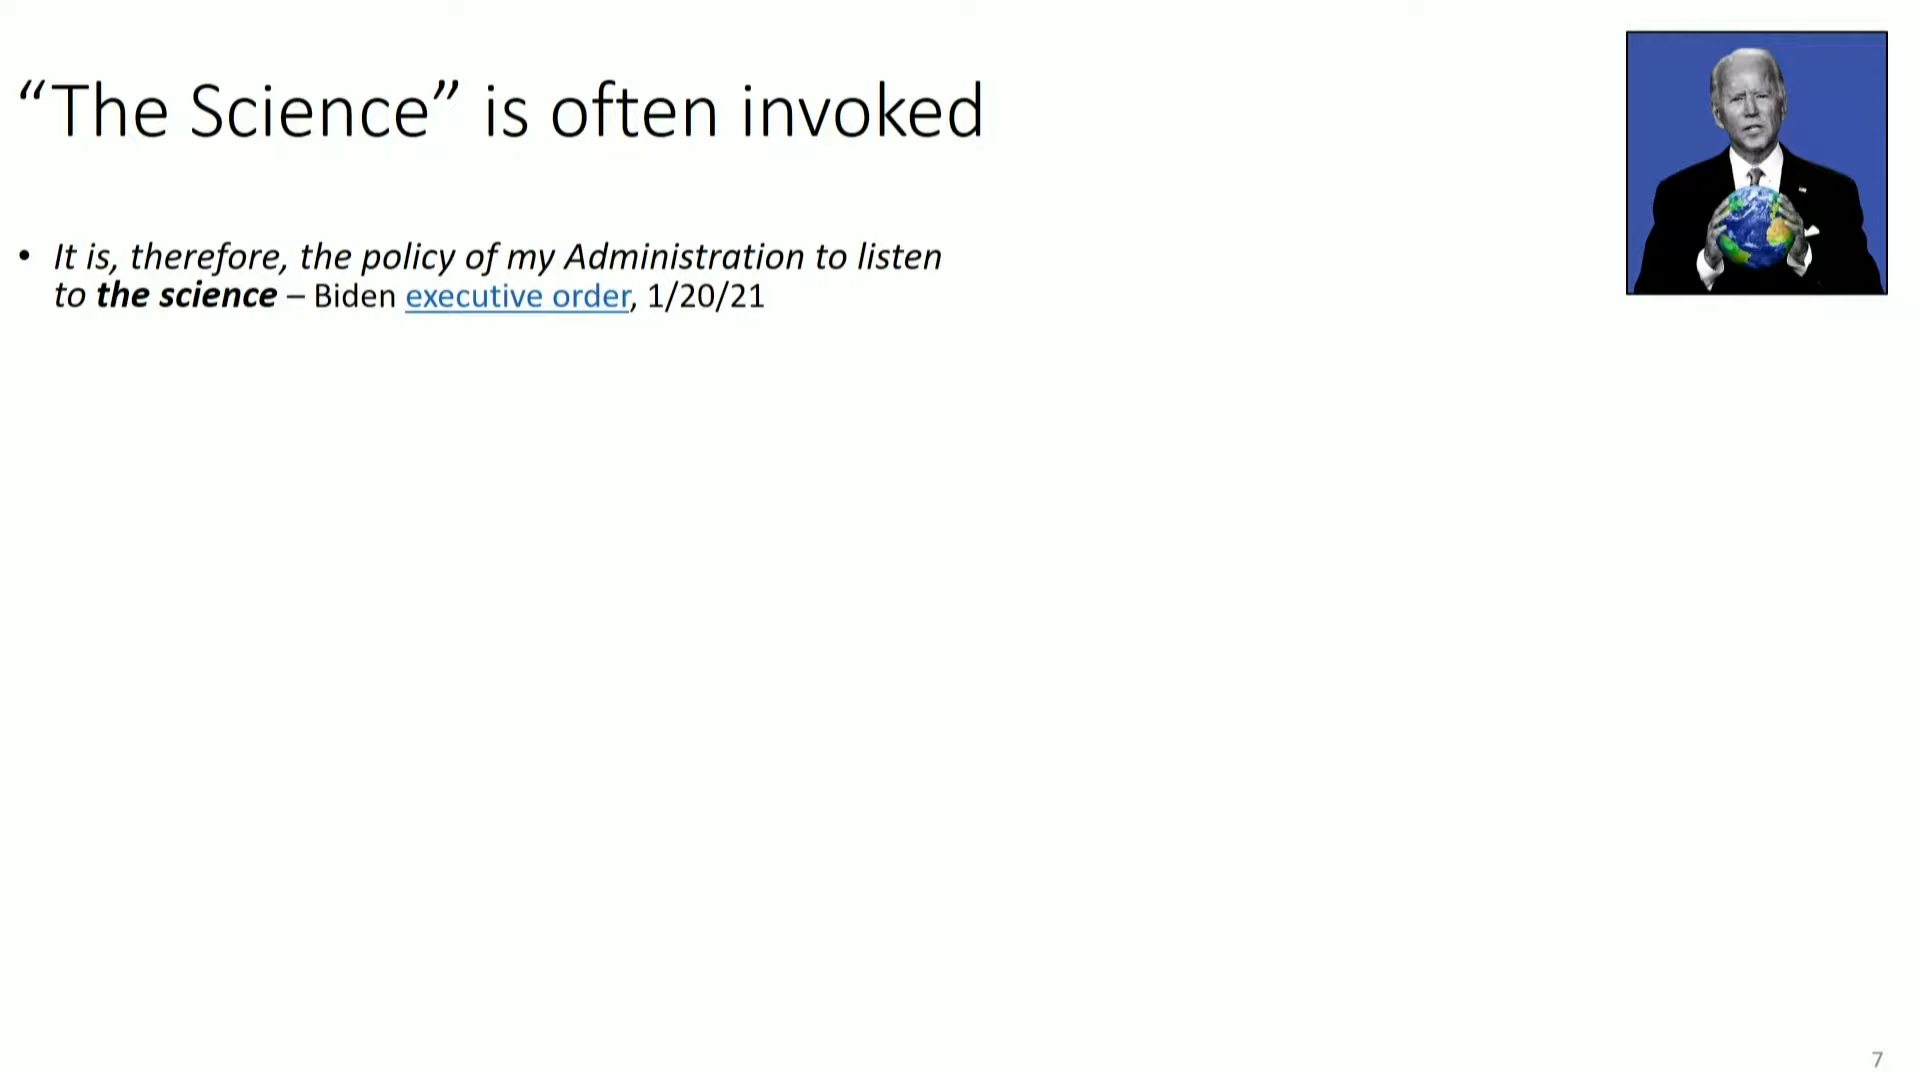 “The Science” is often invoked
• It is, therefore, the policy of my Administration to listen
to the science – Biden executive order, 1/20/21
7